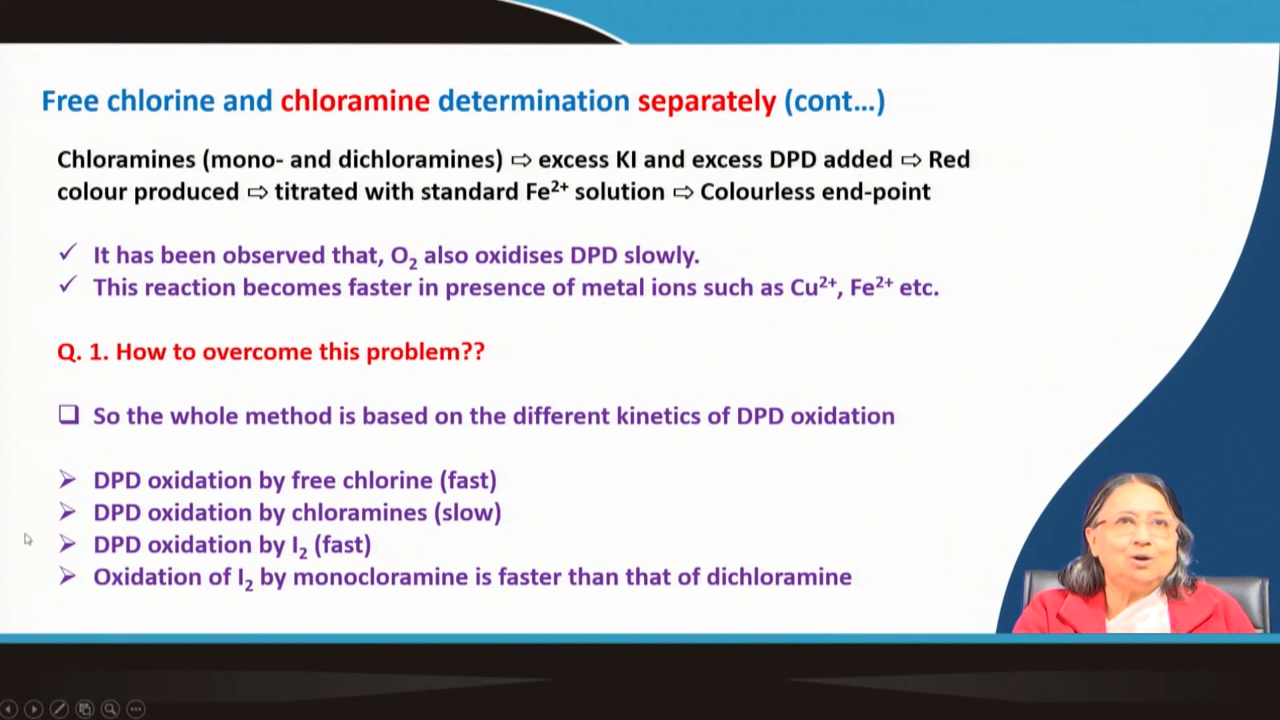 Free chlorine and chloramine determination separately (cont...)
Chloramines (mono- and dichloramines) ⇨ excess KI and excess DPD added ⇨ Red
colour produced ⇨ titrated with standard Fe²⁺ solution ⇨ Colourless end-point
✓ It has been observed that, O₂ also oxidises DPD slowly.
✓ This reaction becomes faster in presence of metal ions such as Cu²⁺, Fe²⁺ etc.
Q. 1. How to overcome this problem??
❑ So the whole method is based on the different kinetics of DPD oxidation
➢ DPD oxidation by free chlorine (fast)
➢ DPD oxidation by chloramines (slow)
➢ DPD oxidation by I₂ (fast)
➢ Oxidation of I₂ by monocloramine is faster than that of dichloramine